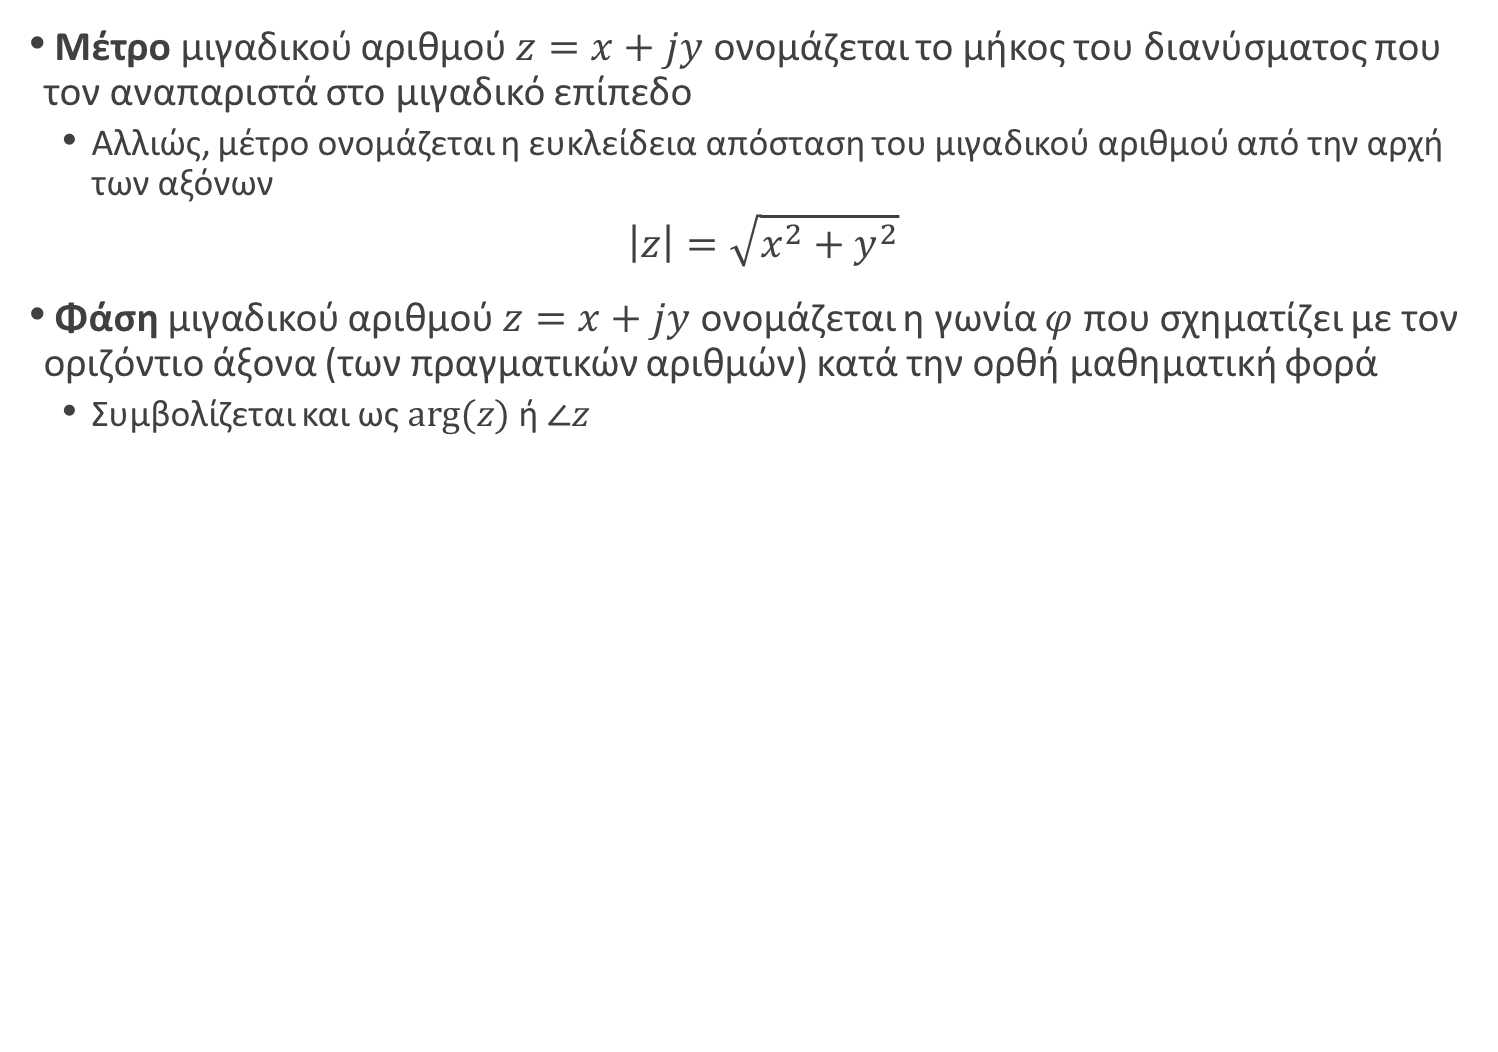 • Μέτρο μιγαδικού αριθμού z = x + jy ονομάζεται το μήκος του διανύσματος που
τον αναπαριστά στο μιγαδικό επίπεδο
• Αλλιώς, μέτρο ονομάζεται η ευκλείδεια απόσταση του μιγαδικού αριθμού από την αρχή
των αξόνων
|z| = √(x² + y²)
• Φάση μιγαδικού αριθμού z = x + jy ονομάζεται η γωνία φ που σχηματίζει με τον
οριζόντιο άξονα (των πραγματικών αριθμών) κατά την ορθή μαθηματική φορά
• Συμβολίζεται και ως arg(z) ή ∠z